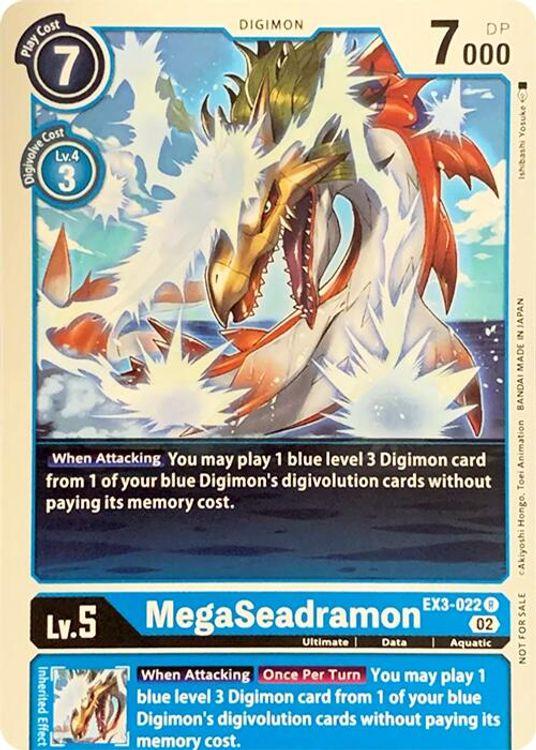 Play Cost
7
DIGIMON
7000
DP
Digivolve Cost
Lv.4
3
Ishibashi Yosuke
When Attacking You may play 1 blue level 3 Digimon card
from 1 of your blue Digimon's digivolution cards without
paying its memory cost.
©Akiyoshi Hongo, Toei Animation BANDAI MADE IN JAPAN
NOT FOR SALE
Lv.5
MegaSeadramon
EX3-022 R
02
Ultimate | Data | Aquatic
Inherited Effect
When Attacking Once Per Turn You may play 1
blue level 3 Digimon card from 1 of your blue
Digimon's digivolution cards without paying its
memory cost.